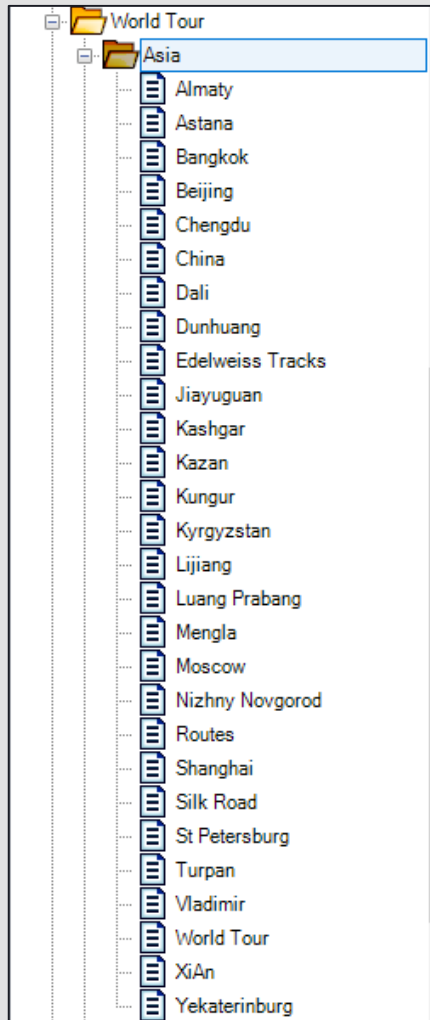 World Tour
Asia
Almaty
Astana
Bangkok
Beijing
Chengdu
China
Dali
Dunhuang
Edelweiss Tracks
Jiayuguan
Kashgar
Kazan
Kungur
Kyrgyzstan
Lijiang
Luang Prabang
Mengla
Moscow
Nizhny Novgorod
Routes
Shanghai
Silk Road
St Petersburg
Turpan
Vladimir
World Tour
XiAn
Yekaterinburg